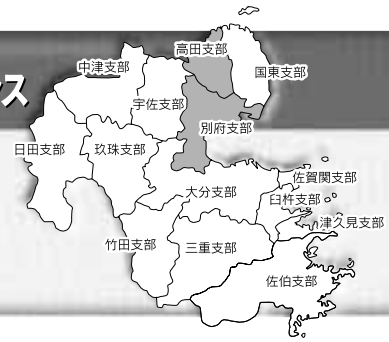 高田支部
中津支部
国東支部
ンス
宇佐支部
別府支部
日田支部
玖珠支部
佐賀関支部
大分支部
臼杵支部
津久見支部
竹田支部
三重支部
佐伯支部